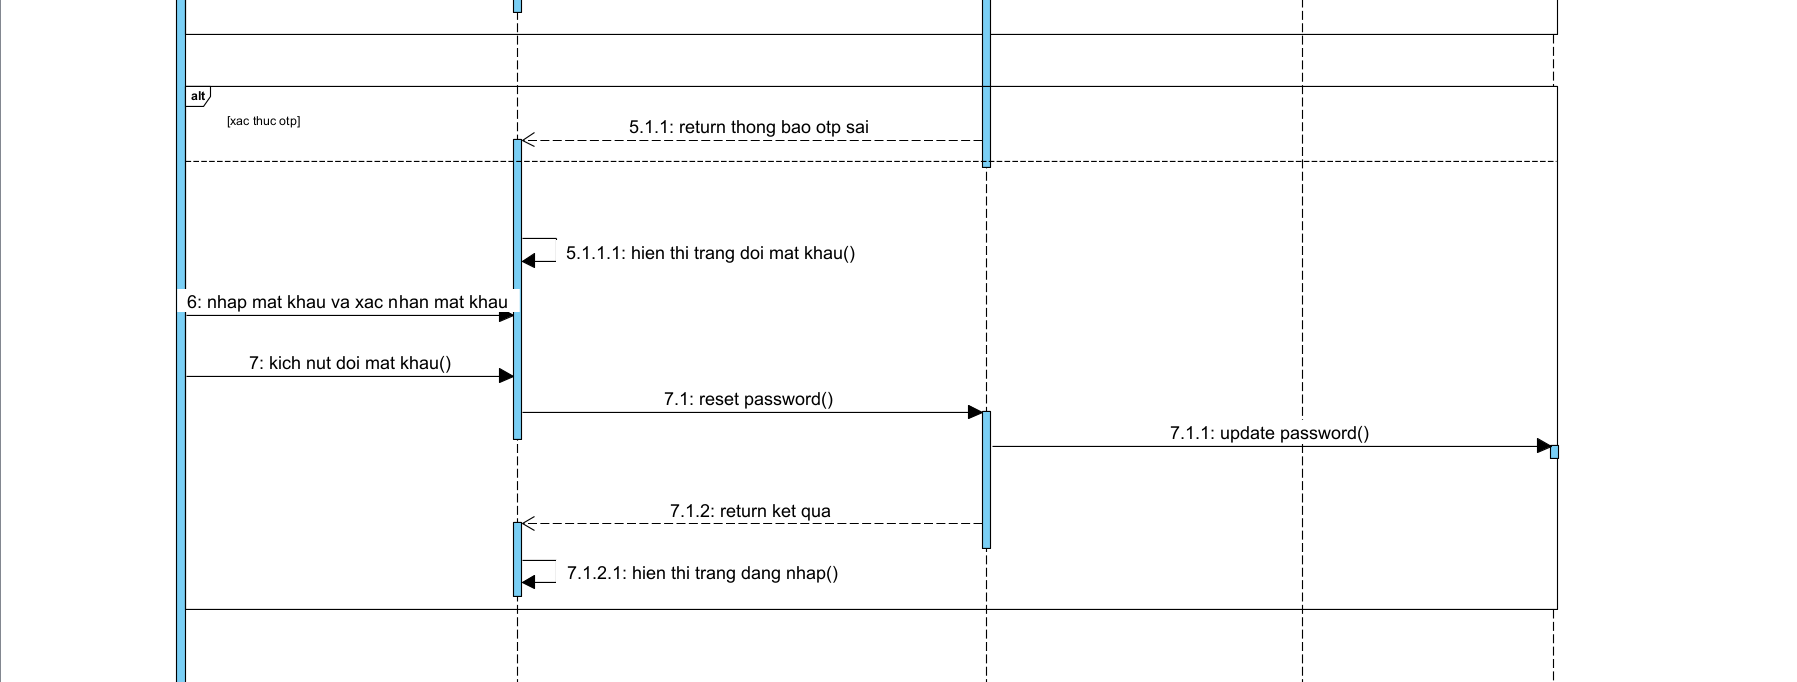 alt
[xac thuc otp]
5.1.1: return thong bao otp sai
5.1.1.1: hien thi trang doi mat khau()
6: nhap mat khau va xac nhan mat khau
7: kich nut doi mat khau()
7.1: reset password()
7.1.1: update password()
7.1.2: return ket qua
7.1.2.1: hien thi trang dang nhap()